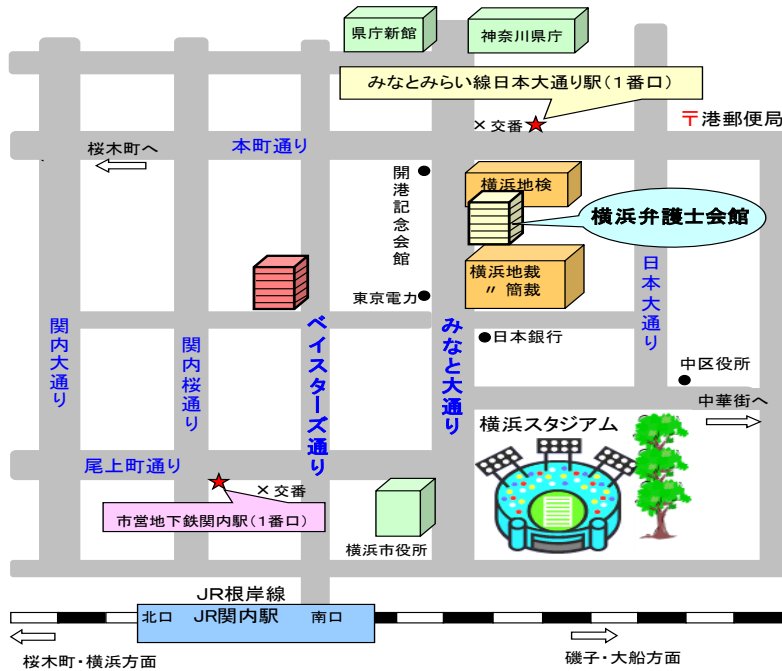 県庁新館
神奈川県庁
みなとみらい線日本大通り駅(1番口)
×交番
〒港郵便局
桜木町へ
本町通り
開港記念会館
横浜地検
横浜弁護士会館
横浜地裁
〃 簡裁
日本大通り
東京電力
関内大通り
関内桜通り
ベイスターズ通り
みなと大通り
日本銀行
中区役所
中華街へ
横浜スタジアム
尾上町通り
×交番
市営地下鉄関内駅(1番口)
横浜市役所
JR根岸線
北口 JR関内駅 南口
桜木町・横浜方面
磯子・大船方面